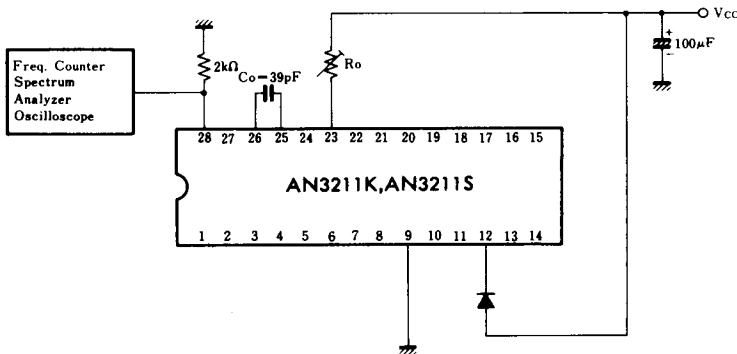 VCC
+
100μF
−
2kΩ
Ro
Co−39pF
Freq. Counter
Spectrum
Analyzer
Oscilloscope
28 27 26 25 24 23 22 21 20 19 18 17 16 15
AN3211K,AN3211S
1 2 3 4 5 6 7 8 9 10 11 12 13 14